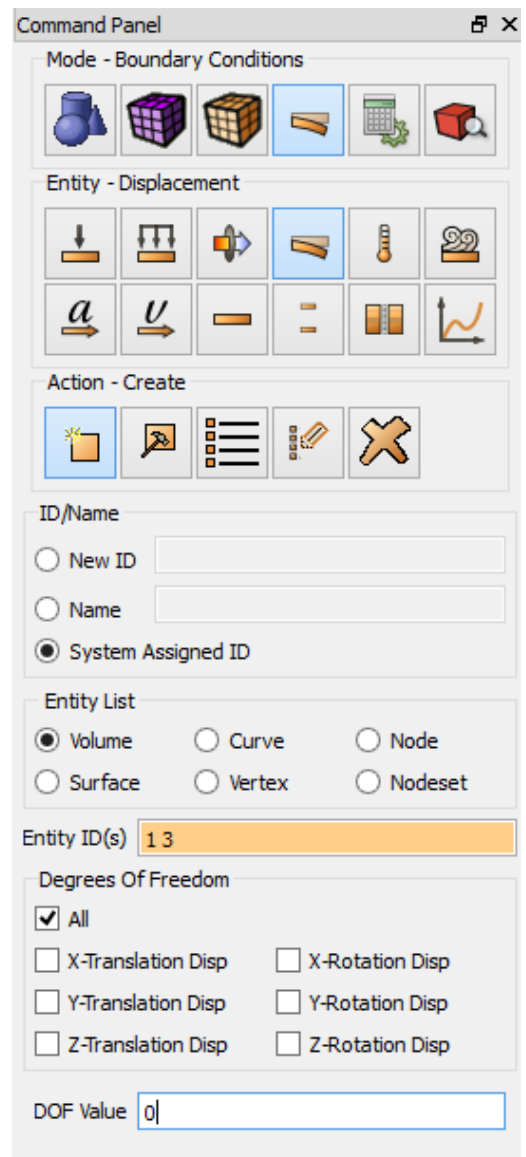 Command Panel
Mode - Boundary Conditions
Entity - Displacement
a v
Action - Create
ID/Name
New ID
Name
System Assigned ID
Entity List
Volume Curve Node
Surface Vertex Nodeset
Entity ID(s) 1 3
Degrees Of Freedom
All
X-Translation Disp X-Rotation Disp
Y-Translation Disp Y-Rotation Disp
Z-Translation Disp Z-Rotation Disp
DOF Value 0